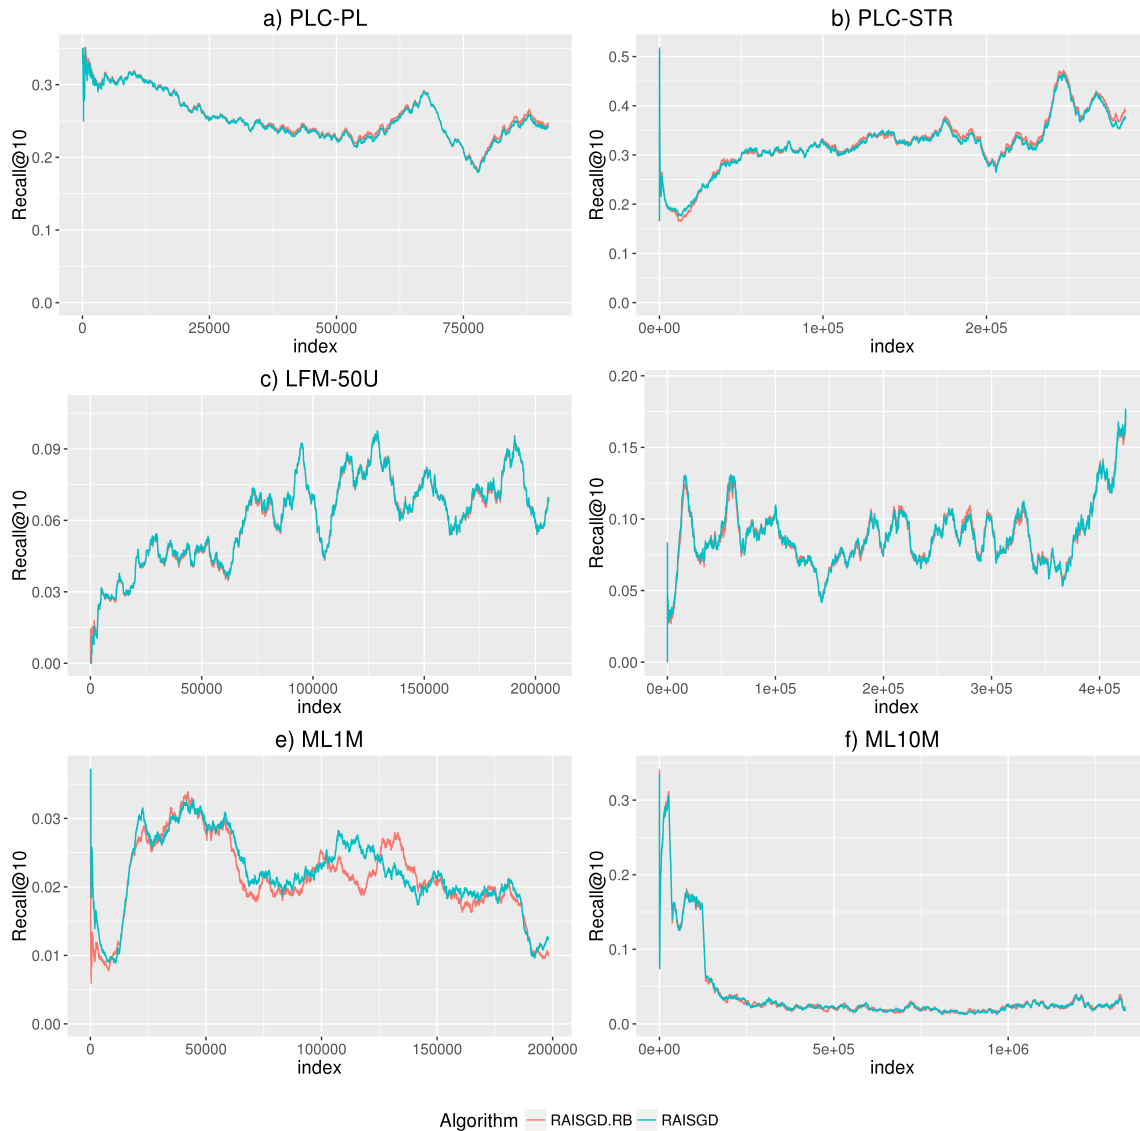 a) PLC-PL
b) PLC-STR
Recall@10
0.3
0.2
0.1
0.0
0
25000
50000
75000
index
Recall@10
0.5
0.4
0.3
0.2
0.1
0.0
0e+00
1e+05
2e+05
index
c) LFM-50U
Recall@10
0.09
0.06
0.03
0.00
0
50000
100000
150000
200000
index
Recall@10
0.20
0.15
0.10
0.05
0.00
0e+00
1e+05
2e+05
3e+05
4e+05
index
e) ML1M
f) ML10M
Recall@10
0.03
0.02
0.01
0.00
0
50000
100000
150000
200000
index
Recall@10
0.3
0.2
0.1
0.0
0e+00
5e+05
1e+06
index
Algorithm RAISGD.RB RAISGD